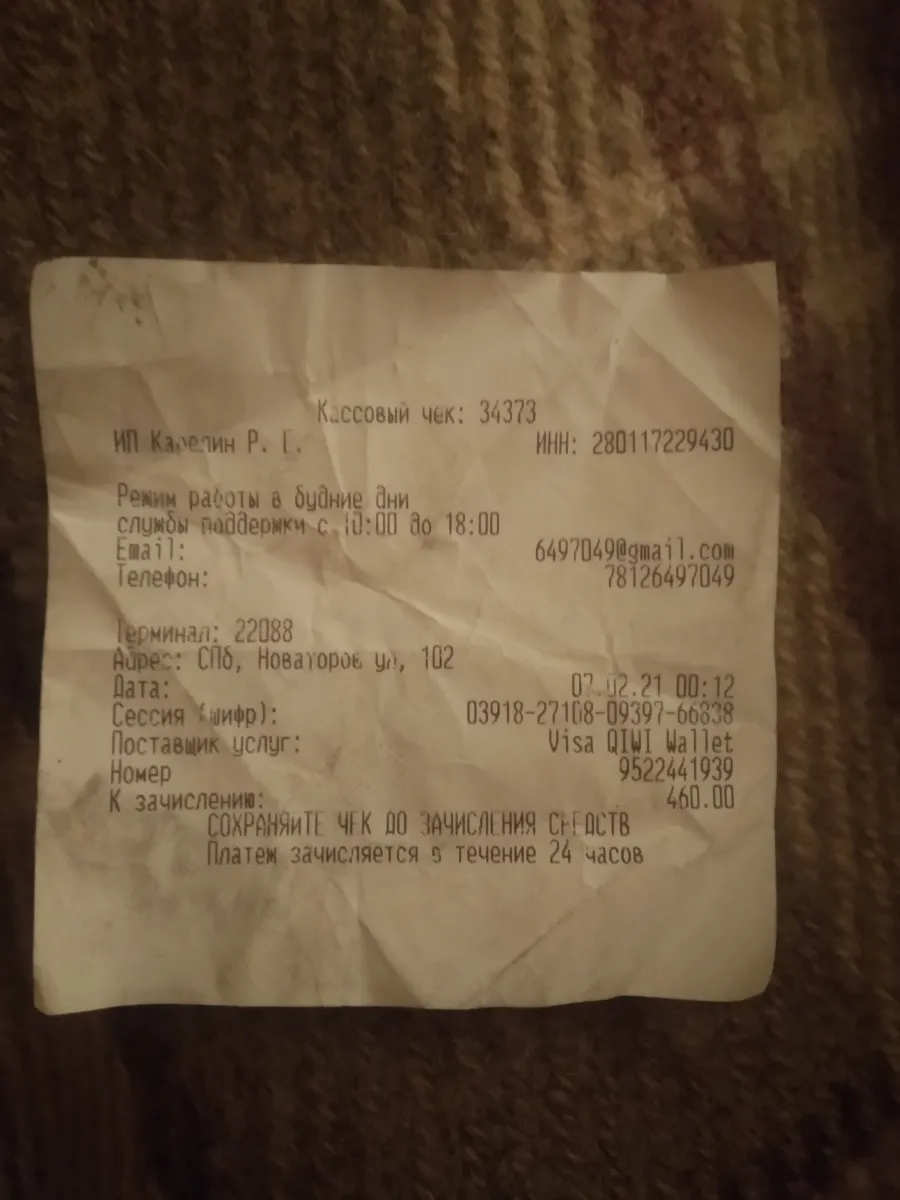 Кассовый чек: 34373
ИП Карелин Р. Г. ИНН: 280117229430
Режим работы в будние дни
службы поддержки с 10:00 до 18:00
Email: 6497049@gmail.com
Телефон: 78126497049
Терминал: 22088
Адрес: СПб, Новаторов ул, 102
Дата: 07.02.21 00:12
Сессия (шифр): 03918-27108-09397-66838
Поставщик услуг: Visa QIWI Wallet
Номер 9522441939
К зачислению: 460.00
СОХРАНЯйТЕ ЧЕК ДО ЗАЧИСЛЕНИЯ СРЕДСТВ
Платеж зачисляется в течение 24 часов